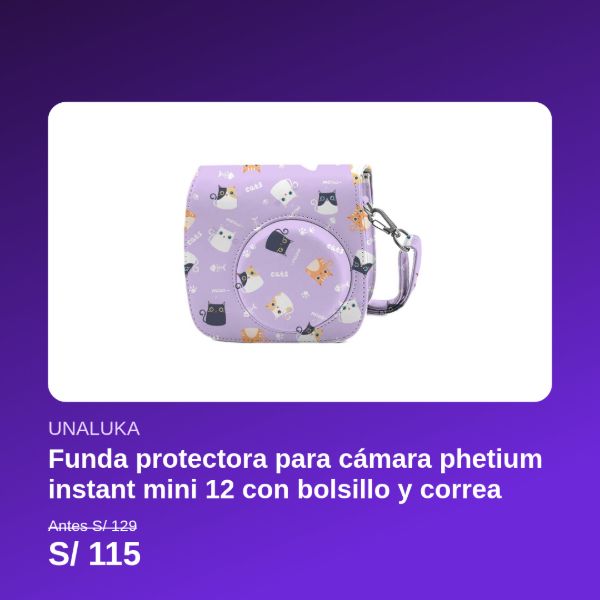 UNALUKA
Funda protectora para cámara phetium
instant mini 12 con bolsillo y correa
Antes S/ 129
S/ 115